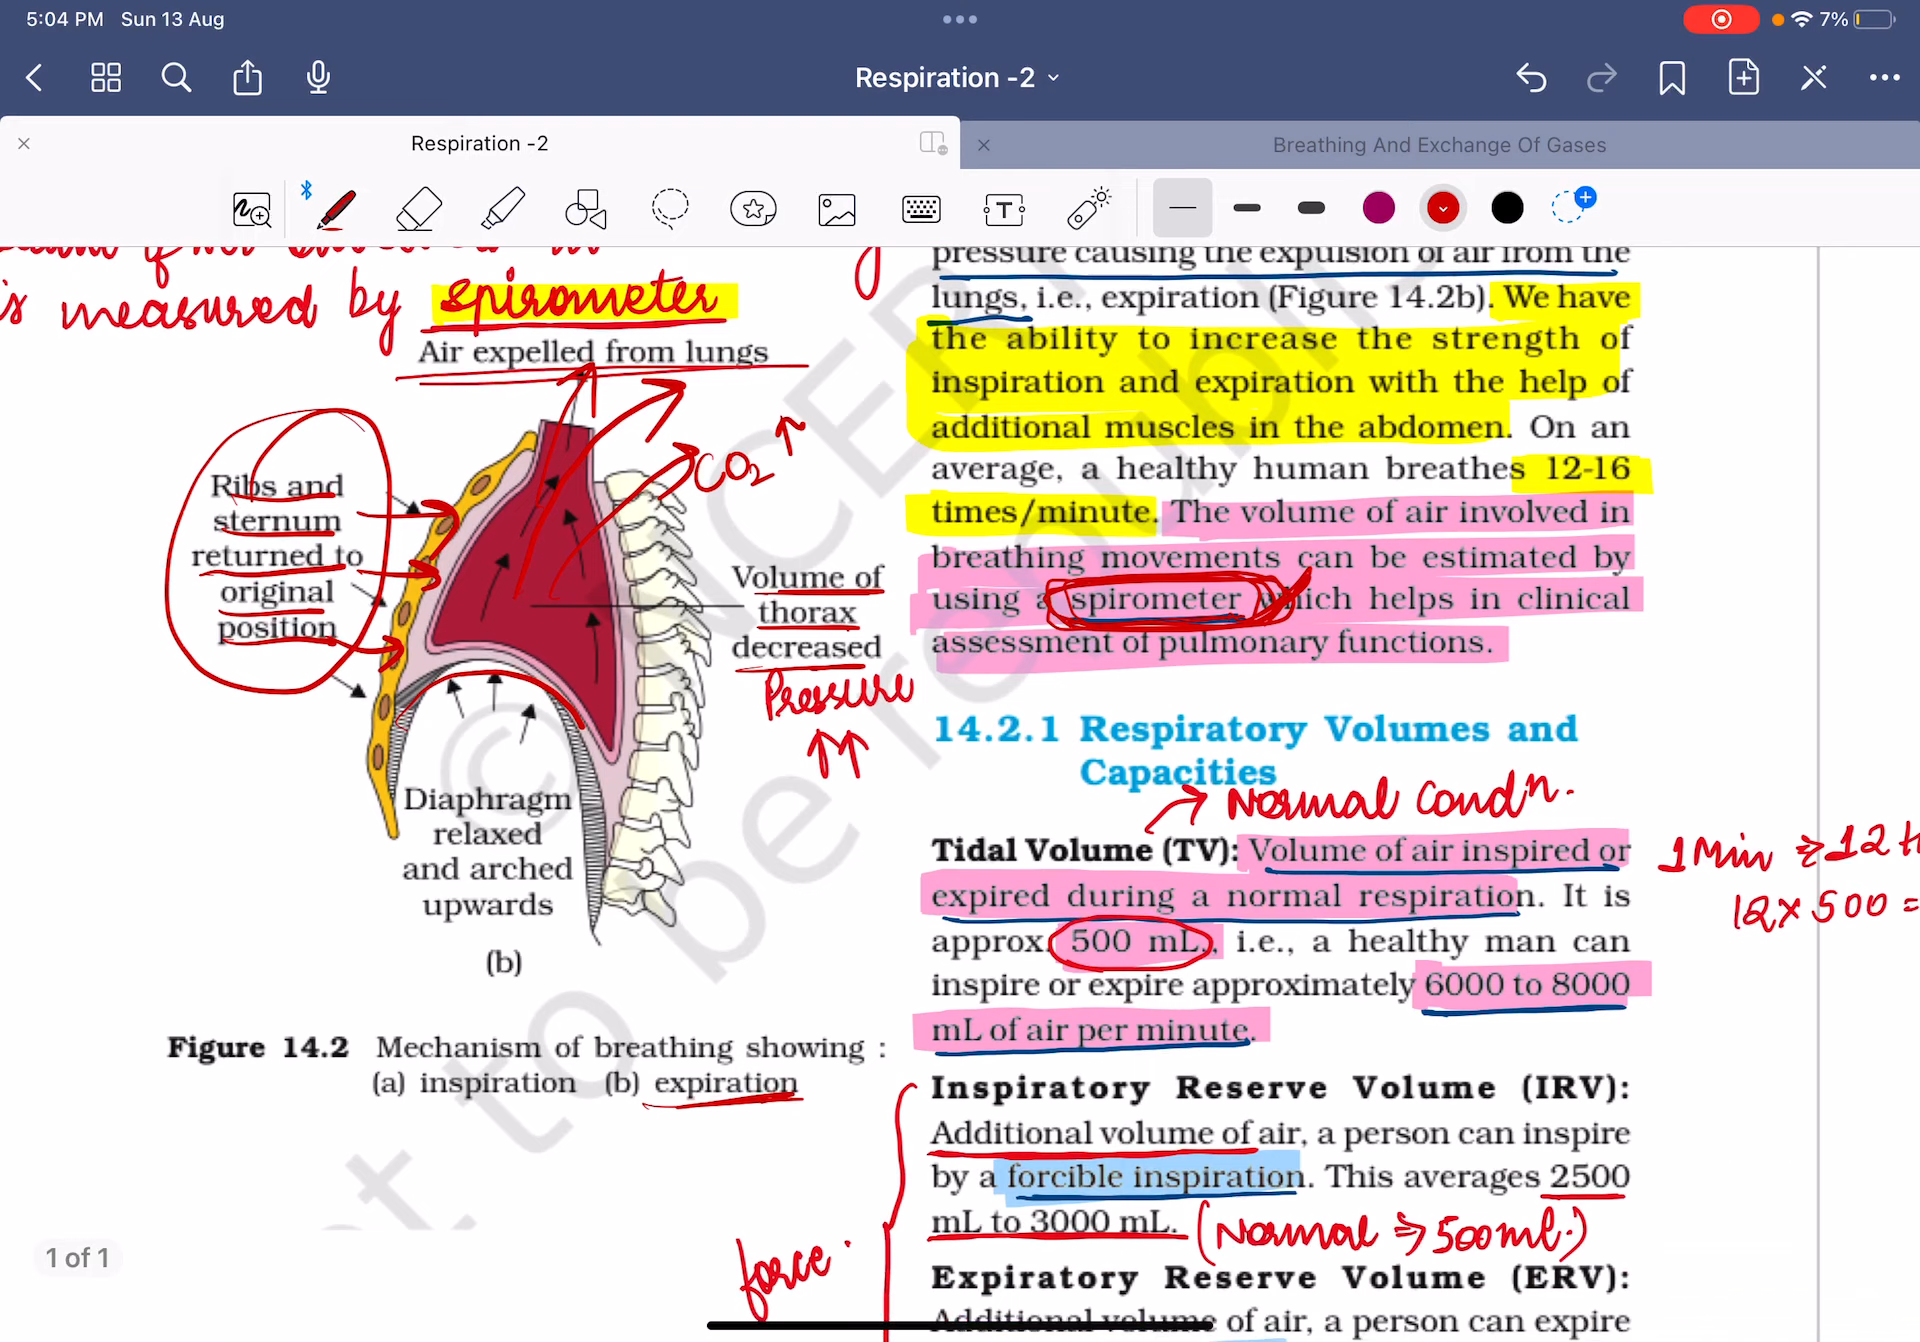 5:04 PM Sun 13 Aug
7%
Respiration -2
Respiration -2
Breathing And Exchange Of Gases
is measured by spirometer
Air expelled from lungs
CO2 ↑
Ribs and
sternum
returned to
original
position
Volume of
thorax
decreased
Pressure
↑↑
Diaphragm
relaxed
and arched
upwards
(b)
Figure 14.2 Mechanism of breathing showing :
(a) inspiration (b) expiration
1 of 1
pressure causing the expulsion of air from the
lungs, i.e., expiration (Figure 14.2b). We have
the ability to increase the strength of
inspiration and expiration with the help of
additional muscles in the abdomen. On an
average, a healthy human breathes 12-16
times/minute. The volume of air involved in
breathing movements can be estimated by
using a spirometer which helps in clinical
assessment of pulmonary functions.
14.2.1 Respiratory Volumes and
Capacities
→ Normal Condn.
Tidal Volume (TV): Volume of air inspired or
expired during a normal respiration. It is
approx. 500 mL., i.e., a healthy man can
inspire or expire approximately 6000 to 8000
mL of air per minute.
1 Min ⇒ 12
12 × 500 =
Inspiratory Reserve Volume (IRV):
Additional volume of air, a person can inspire
by a forcible inspiration. This averages 2500
mL to 3000 mL.
(Normal ⇒ 500ml.)
force.
Expiratory Reserve Volume (ERV):
Additional volume of air, a person can expire
© NCERT
not to be republi